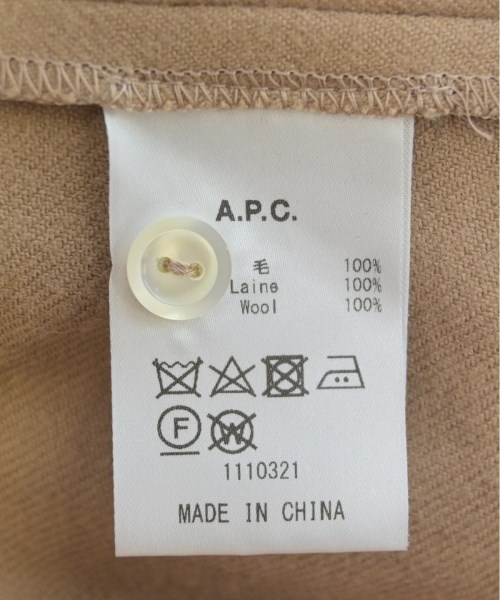 A.P.C.
毛 100%
Laine 100%
Wool 100%
F W
1110321
MADE IN CHINA